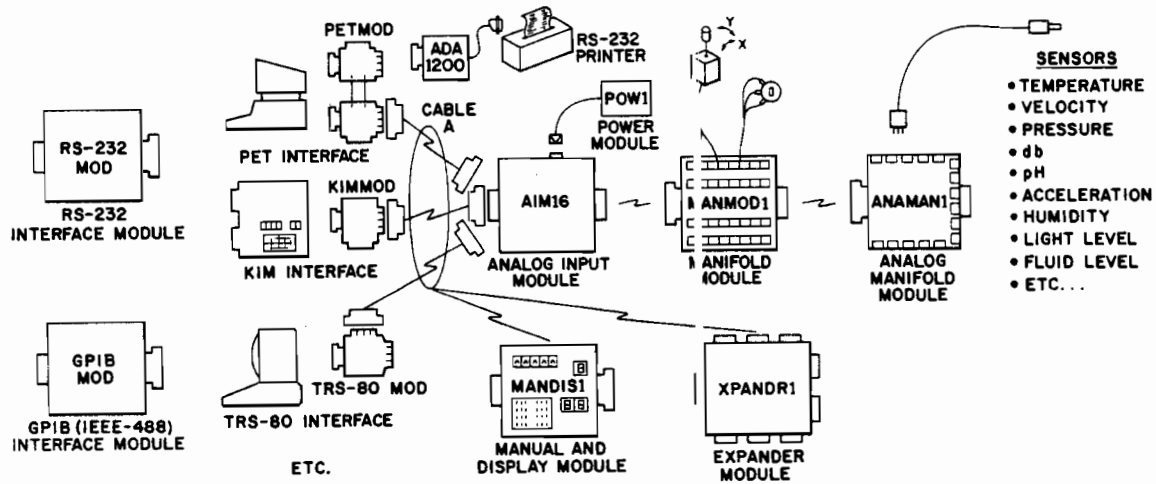 PETMOD
ADA
1200
RS-232
PRINTER
Y
X
SENSORS
• TEMPERATURE
• VELOCITY
• PRESSURE
• db
• pH
• ACCELERATION
• HUMIDITY
• LIGHT LEVEL
• FLUID LEVEL
• ETC...
CABLE
A
POW1
POWER
MODULE
PET INTERFACE
RS-232
MOD
RS-232
INTERFACE MODULE
KIMMOD
KIM INTERFACE
AIM16
ANALOG INPUT
MODULE
MANMOD1
MANIFOLD
MODULE
ANAMAN1
ANALOG
MANIFOLD
MODULE
GPIB
MOD
GPIB (IEEE-488)
INTERFACE MODULE
TRS-80 MOD
TRS-80 INTERFACE
ETC.
MANDIS1
MANUAL AND
DISPLAY MODULE
XPANDR1
EXPANDER
MODULE